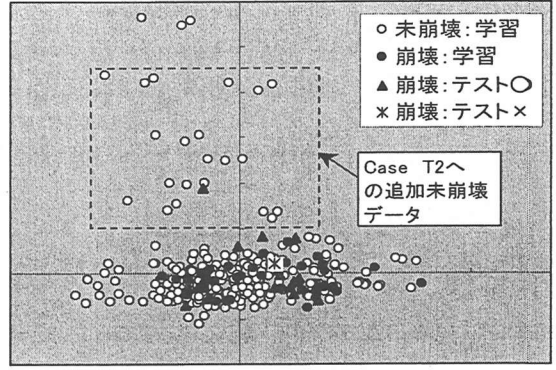 ○ 未崩壊:学習
● 崩壊:学習
▲ 崩壊:テスト○
＊ 崩壊:テスト×
Case T2へ
の追加未崩壊
データ